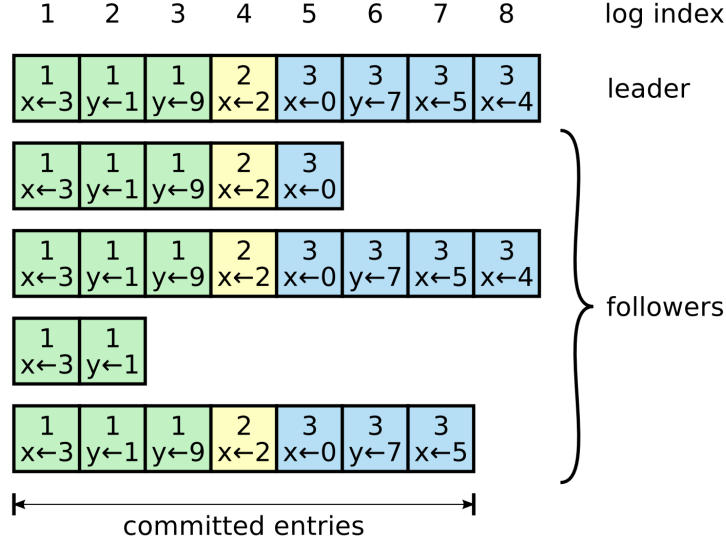 1 2 3 4 5 6 7 8 log index
1 1 1 2 3 3 3 3
x←3 y←1 y←9 x←2 x←0 y←7 x←5 x←4
leader
1 1 1 2 3
x←3 y←1 y←9 x←2 x←0
1 1 1 2 3 3 3 3
x←3 y←1 y←9 x←2 x←0 y←7 x←5 x←4
followers
1 1
x←3 y←1
1 1 1 2 3 3 3
x←3 y←1 y←9 x←2 x←0 y←7 x←5
committed entries